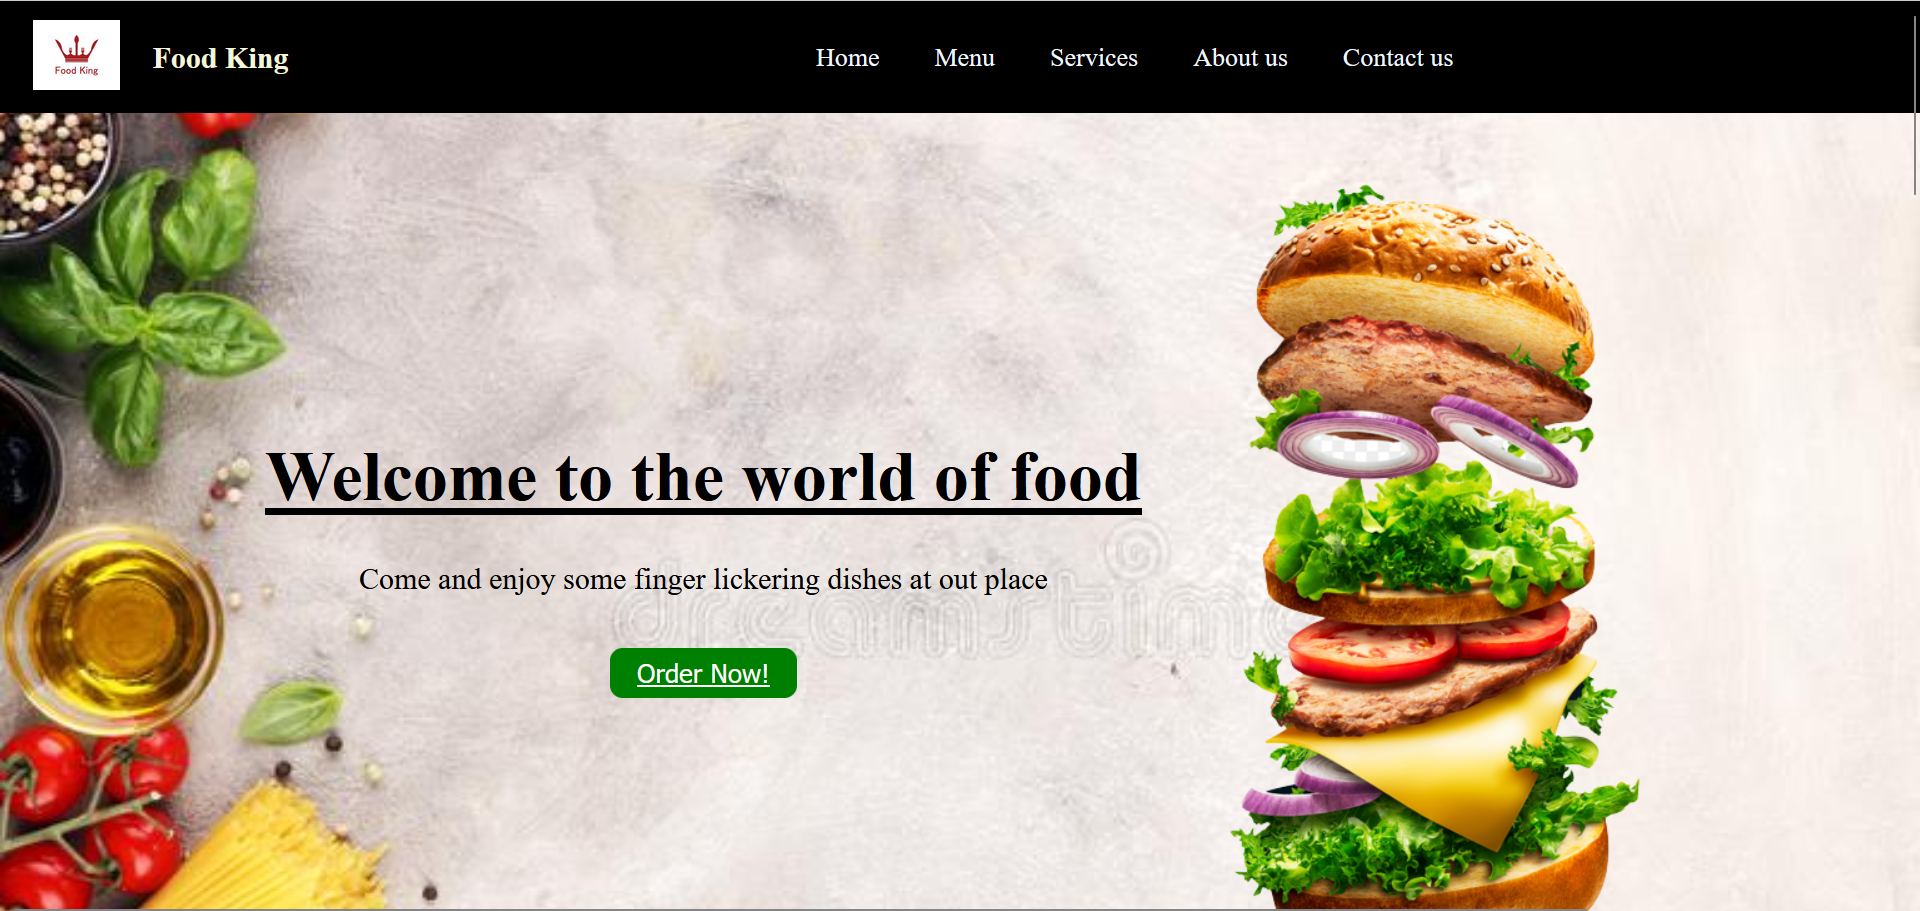 Food King
Food King
Home
Menu
Services
About us
Contact us
Welcome to the world of food
Come and enjoy some finger lickering dishes at out place
dreamstime
Order Now!